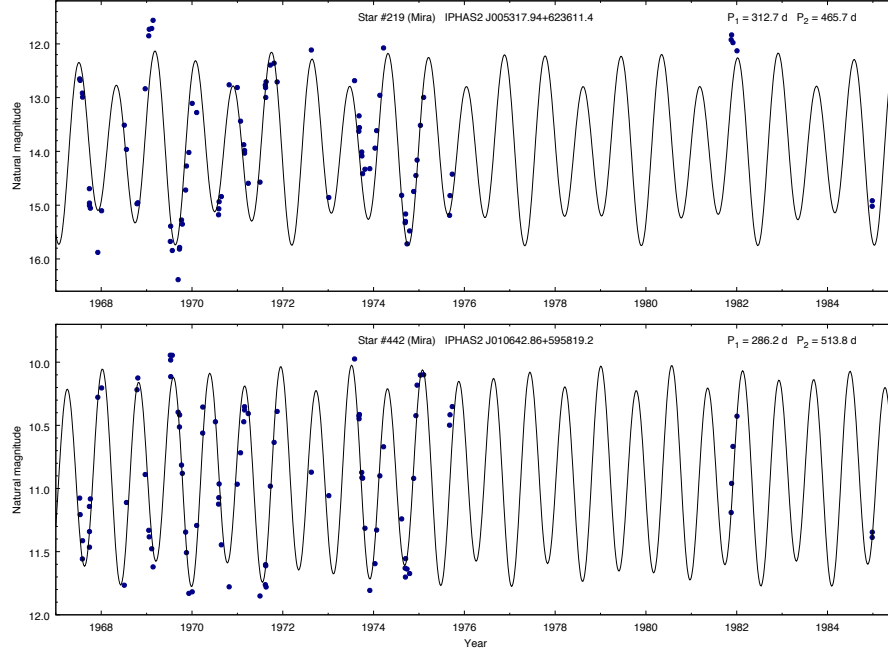 Star #219 (Mira) IPHAS2 J005317.94+623611.4 P1 = 312.7 d P2 = 465.7 d
Natural magnitude
12.0
13.0
14.0
15.0
16.0
1968 1970 1972 1974 1976 1978 1980 1982 1984
Star #442 (Mira) IPHAS2 J010642.86+595819.2 P1 = 286.2 d P2 = 513.8 d
Natural magnitude
10.0
10.5
11.0
11.5
12.0
1968 1970 1972 1974 1976 1978 1980 1982 1984
Year